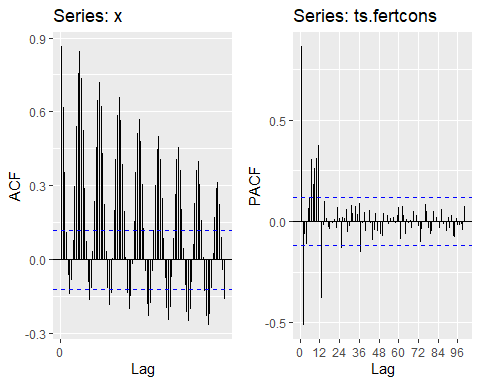 Series: x
Series: ts.fertcons
ACF
0.9
0.6
0.3
0.0
-0.3
0
Lag
PACF
0.5
0.0
-0.5
0 12 24 36 48 60 72 84 96
Lag